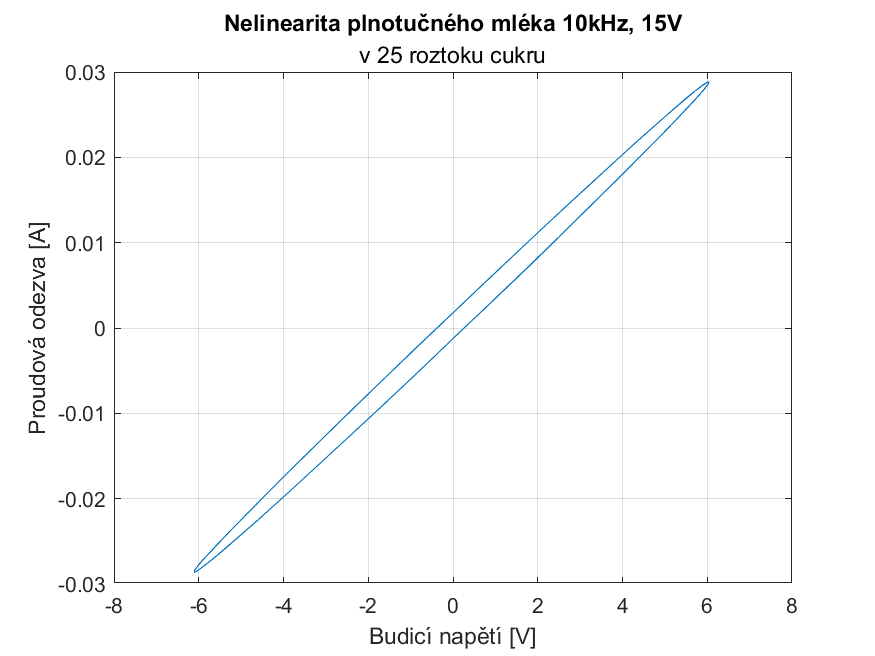 Nelinearita plnotučného mléka 10kHz, 15V
v 25 roztoku cukru
0.03
0.02
0.01
0
-0.01
-0.02
-0.03
Proudová odezva [A]
-8 -6 -4 -2 0 2 4 6 8
Budicí napětí [V]